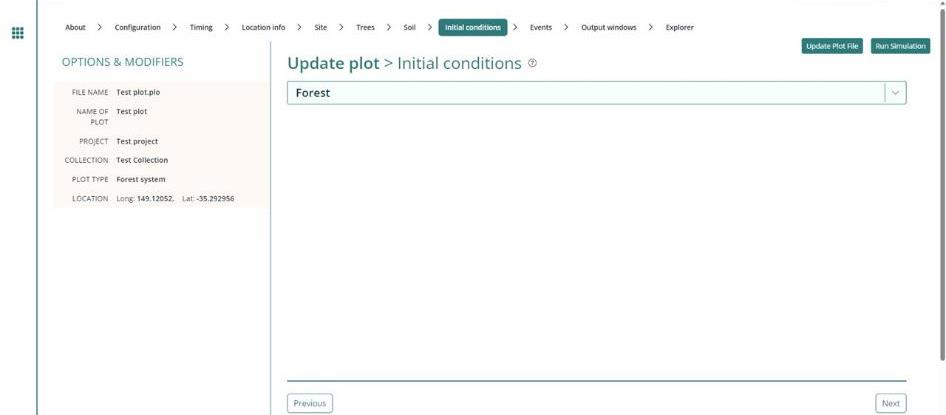 About > Configuration > Timing > Location info > Site > Trees > Soil > Initial conditions > Events > Output windows > Explorer
Update Plot File Run Simulation
OPTIONS & MODIFIERS
FILE NAME Test plot.plo
NAME OF PLOT Test plot
PROJECT Test project
COLLECTION Test Collection
PLOT TYPE Forest system
LOCATION Long: 149.12052, Lat: -35.292956
Update plot > Initial conditions
Forest
Previous Next